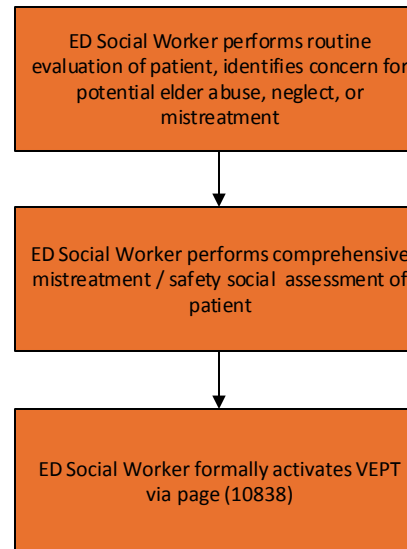 ED Social Worker performs routine
evaluation of patient, identifies concern for
potential elder abuse, neglect, or
mistreatment
ED Social Worker performs comprehensive
mistreatment / safety social assessment of
patient
ED Social Worker formally activates VEPT
via page (10838)